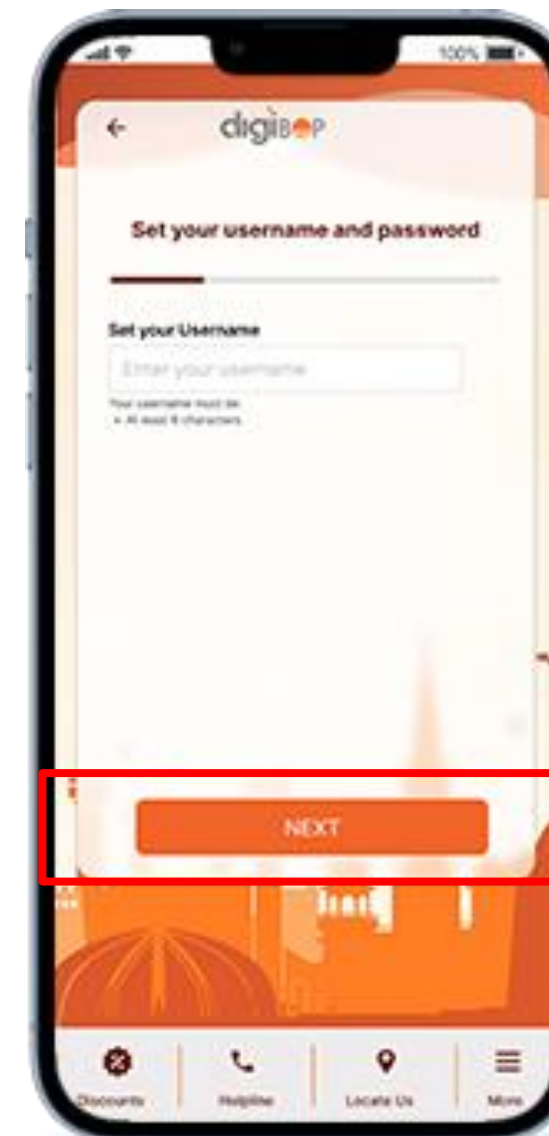 100%
digiBOP
Set your username and password
Set your Username
Enter your username
Your username must be
• At least 8 characters
NEXT
Discounts
Helpline
Locate Us
More